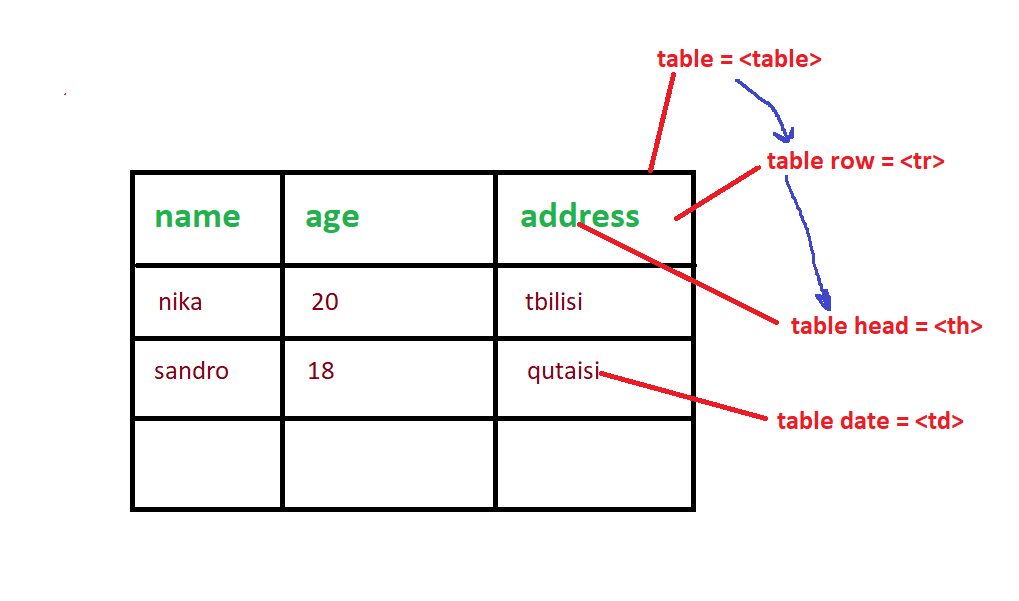 table = <table>
table row = <tr>
name age address
nika 20 tbilisi
table head = <th>
sandro 18 qutaisi
table date = <td>